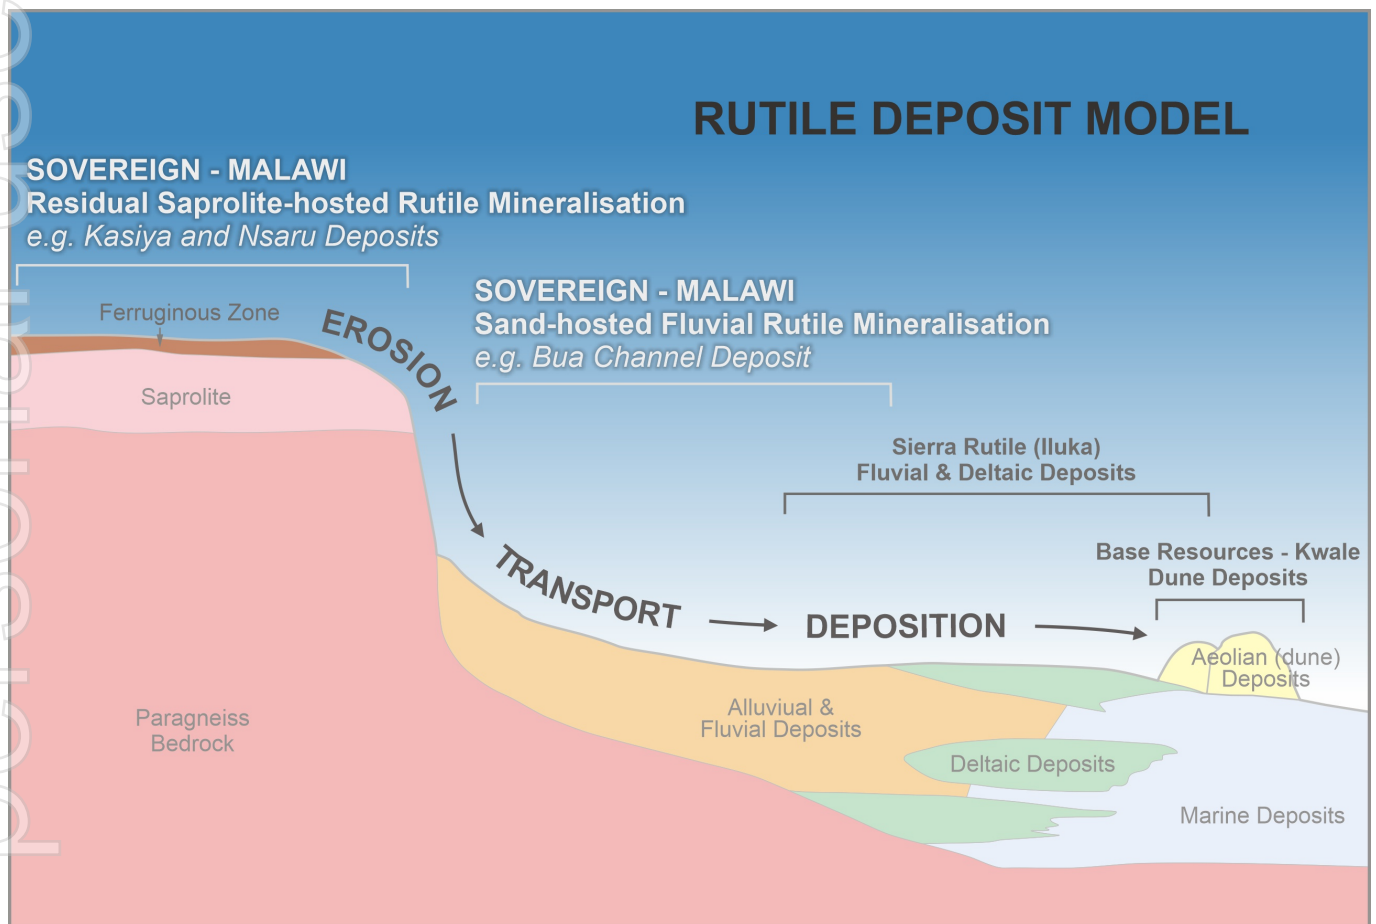 RUTILE DEPOSIT MODEL
SOVEREIGN - MALAWI
Residual Saprolite-hosted Rutile Mineralisation
e.g. Kasiya and Nsaru Deposits
SOVEREIGN - MALAWI
Sand-hosted Fluvial Rutile Mineralisation
e.g. Bua Channel Deposit
Ferruginous Zone
EROSION
Saprolite
Sierra Rutile (Iluka)
Fluvial & Deltaic Deposits
Base Resources - Kwale
Dune Deposits
TRANSPORT
DEPOSITION
Aeolian (dune)
Deposits
Alluviual &
Fluvial Deposits
Paragneiss
Bedrock
Deltaic Deposits
Marine Deposits